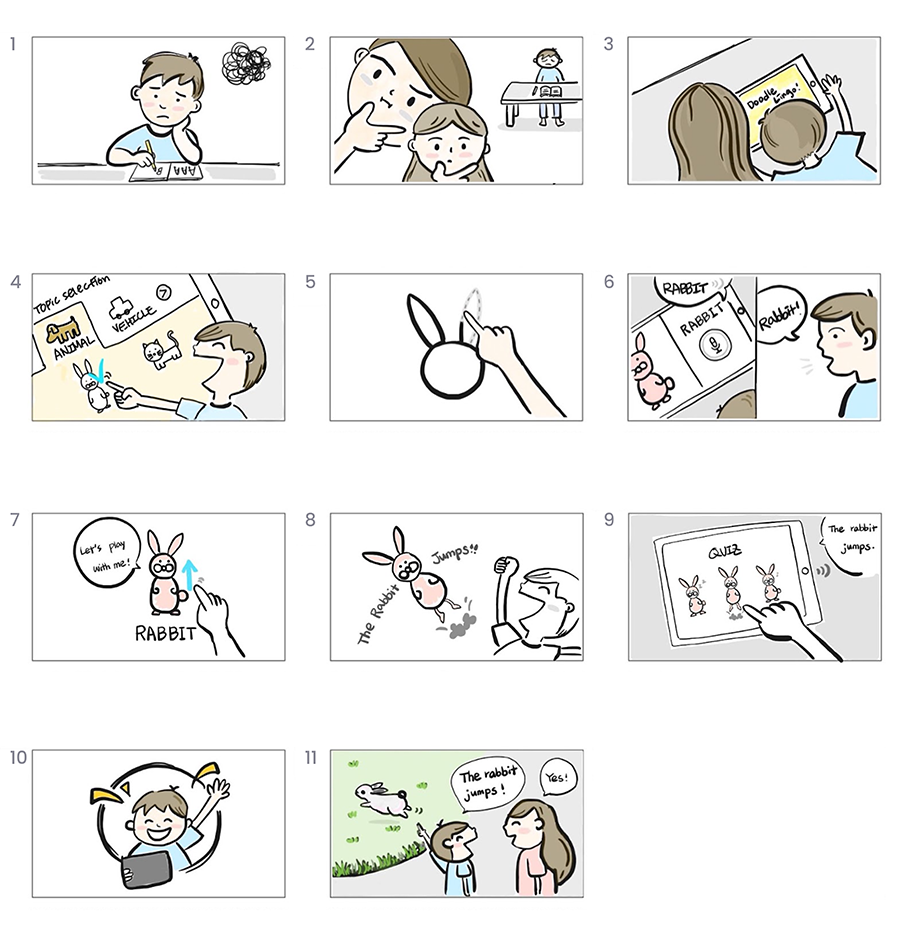 1
2
3
B
AAA
Doodle
Lingo!
4
Topic selection
7
ANIMAL
VEHICLE
5
6
RABBIT
RABBIT
Rabbit!
7
Let's play
with me!
RABBIT
8
The Rabbit
Jumps!!
9
QUIZ
The rabbit
jumps.
10
11
The rabbit
jumps!
Yes!